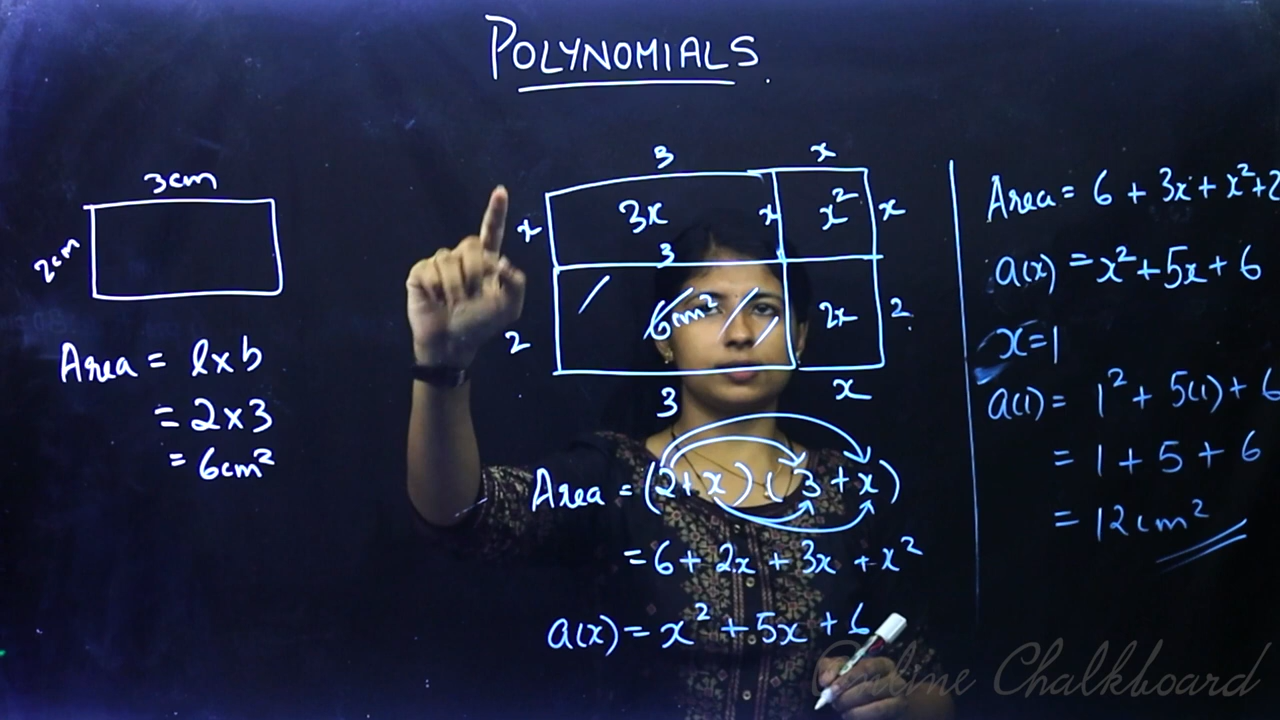 POLYNOMIALS.
3cm
2cm
Area = l x b
= 2 x 3
= 6cm²
3 x
x 3x x x² x
3
2 6cm² 2x 2
3 x
Area = (2+x) (3+x)
= 6 + 2x + 3x + x²
a(x) = x² + 5x + 6
Area = 6 + 3x + x² + 2
a(x) = x² + 5x + 6
x=1
a(1) = 1² + 5(1) + 6
= 1 + 5 + 6
= 12cm²
Online Chalkboard